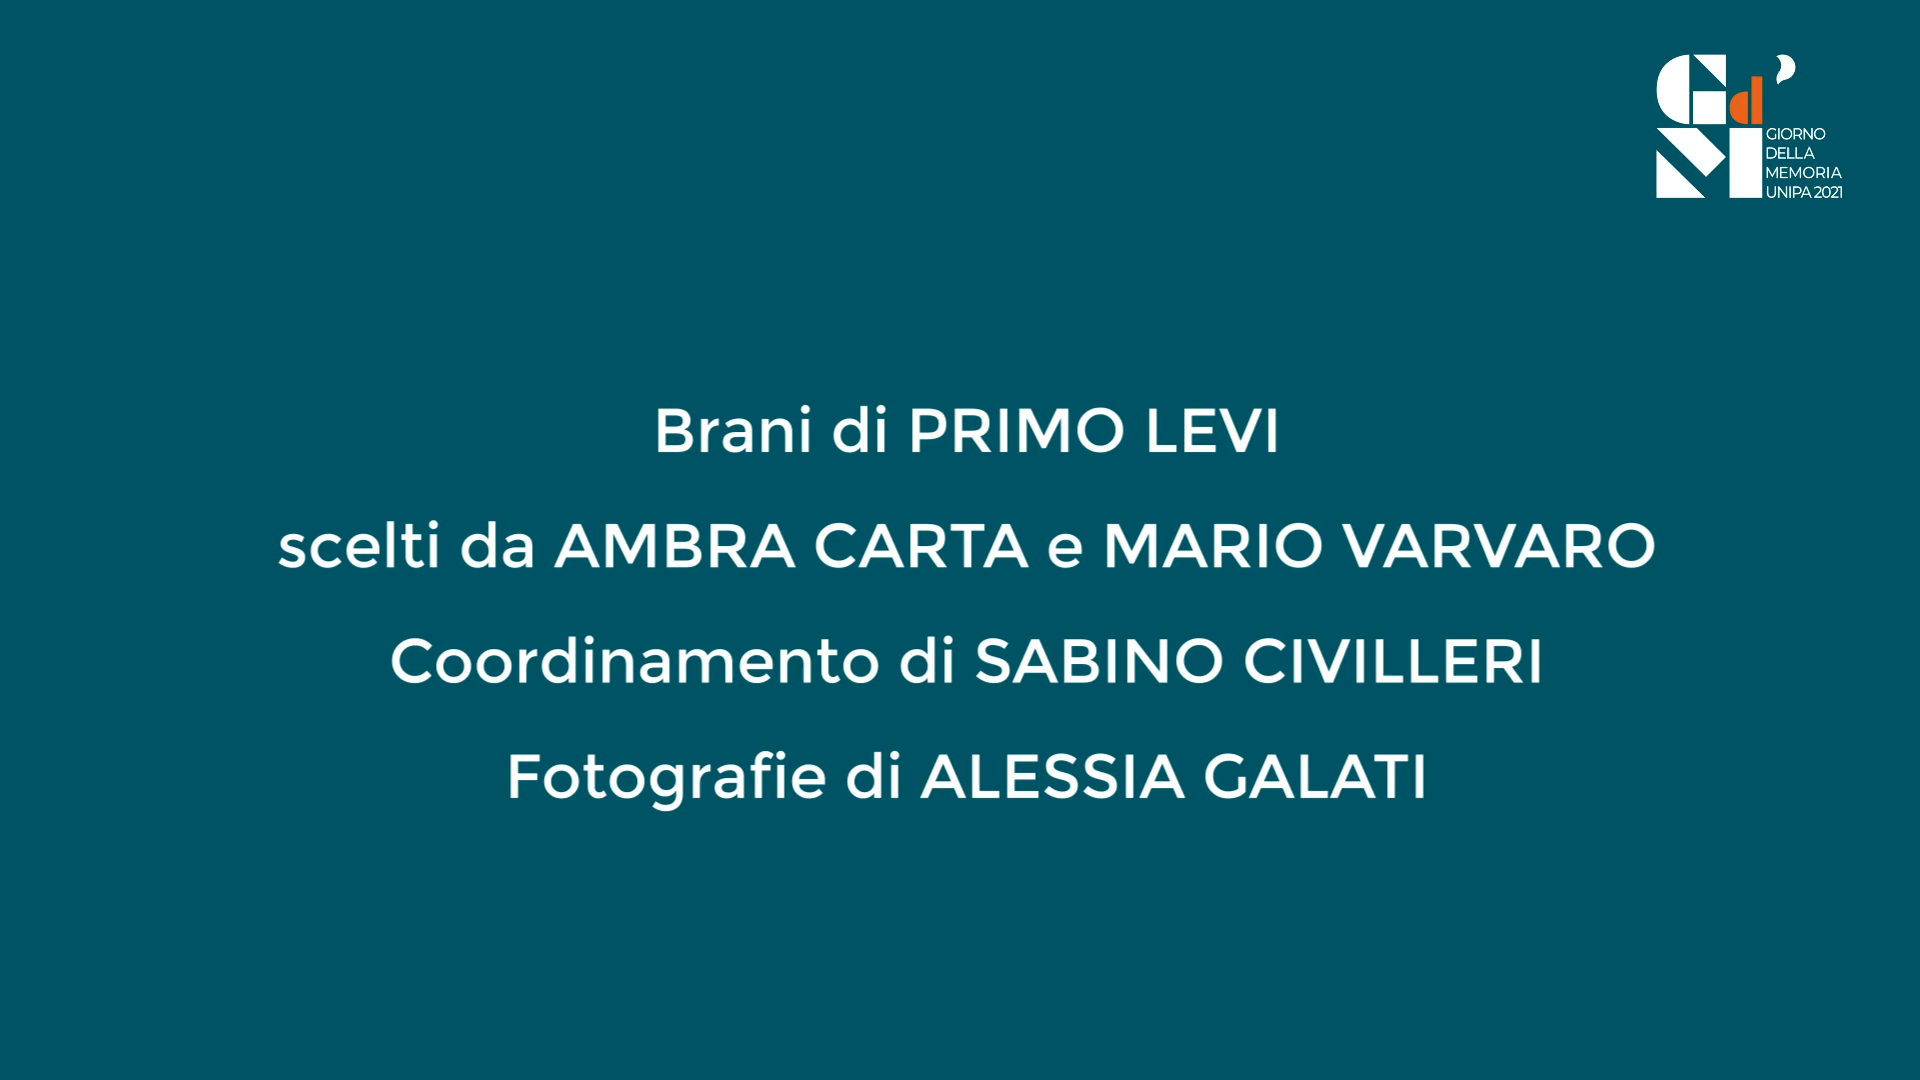 Gd'M
GIORNO
DELLA
MEMORIA
UNIPA 2021
Brani di PRIMO LEVI
scelti da AMBRA CARTA e MARIO VARVARO
Coordinamento di SABINO CIVILLERI
Fotografie di ALESSIA GALATI